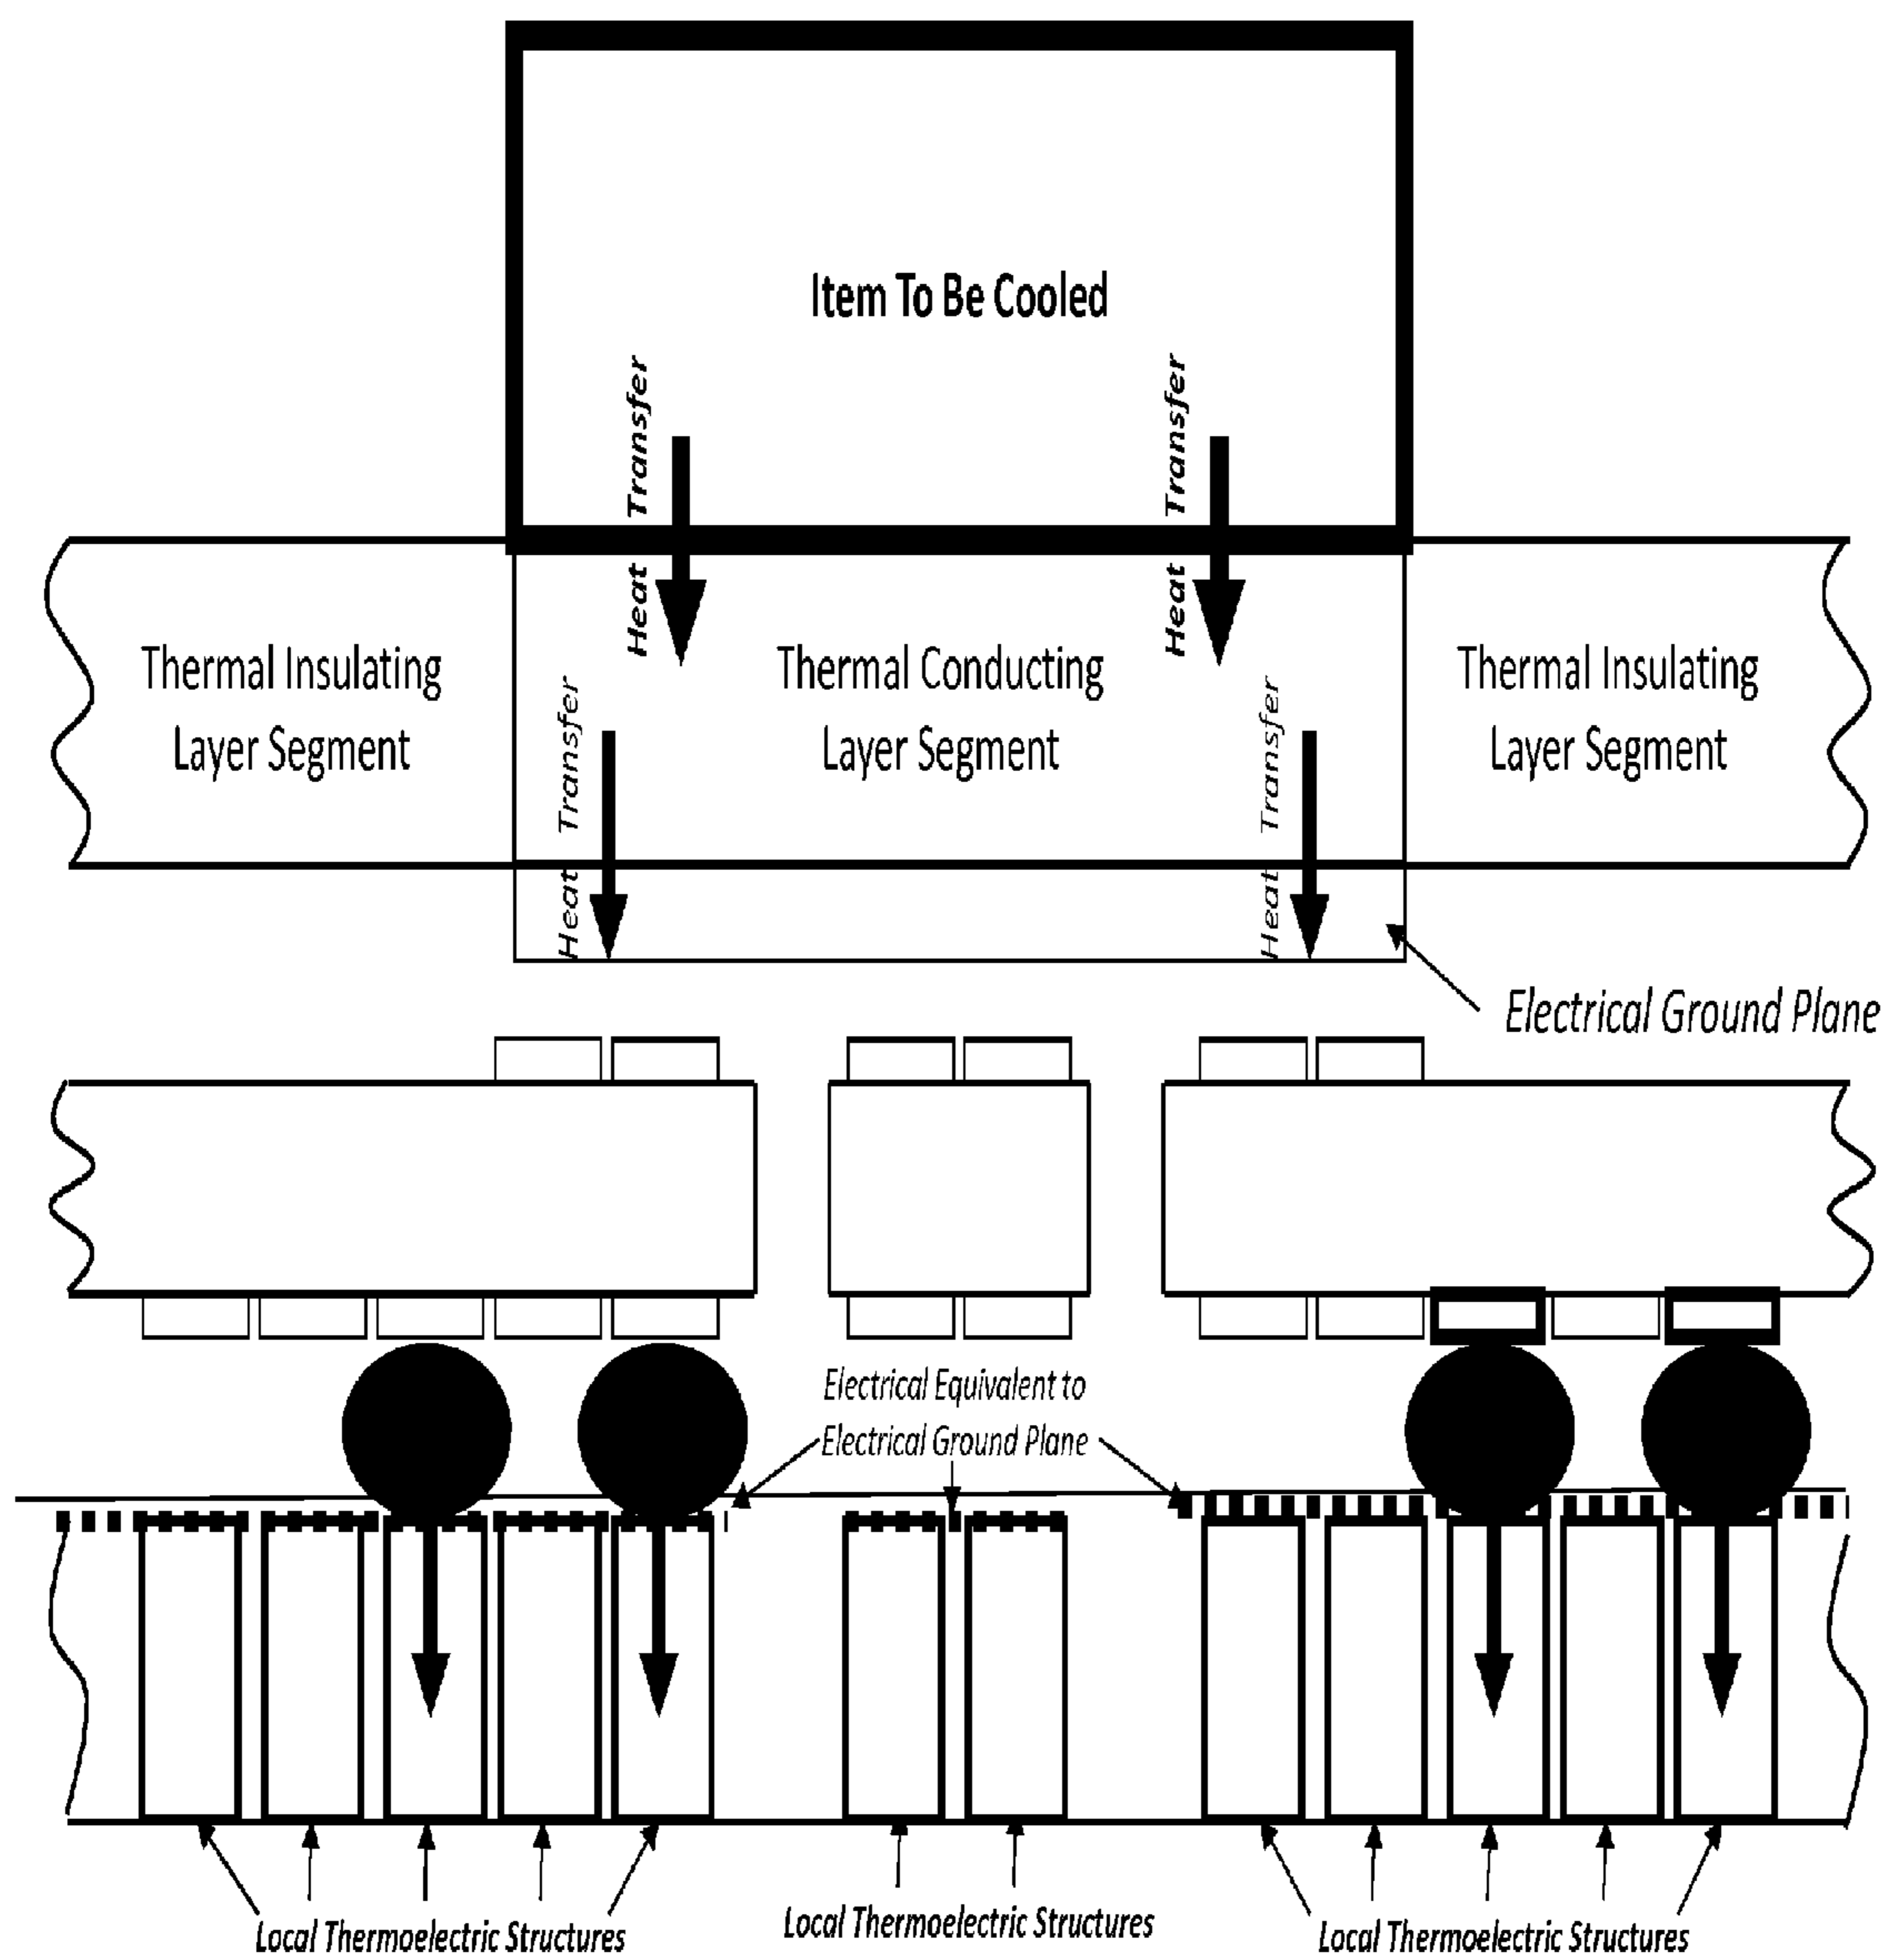 Item To Be Cooled
Heat Transfer
Heat Transfer
Thermal Insulating
Layer Segment
Thermal Conducting
Layer Segment
Thermal Insulating
Layer Segment
Heat Transfer
Heat Transfer
Electrical Ground Plane
Electrical Equivalent to
Electrical Ground Plane
Local Thermoelectric Structures
Local Thermoelectric Structures
Local Thermoelectric Structures